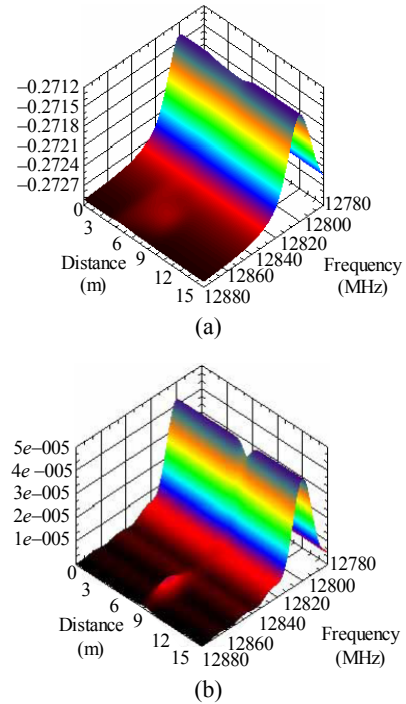 −0.2712
−0.2715
−0.2718
−0.2721
−0.2724
−0.2727
0
3
6
9
12
15
Distance
(m)
12780
12800
12820
12840
12860
12880
Frequency
(MHz)
(a)
5e−005
4e −005
3e−005
2e−005
1e−005
0
3
6
9
12
15
Distance
(m)
12780
12800
12820
12840
12860
12880
Frequency
(MHz)
(b)